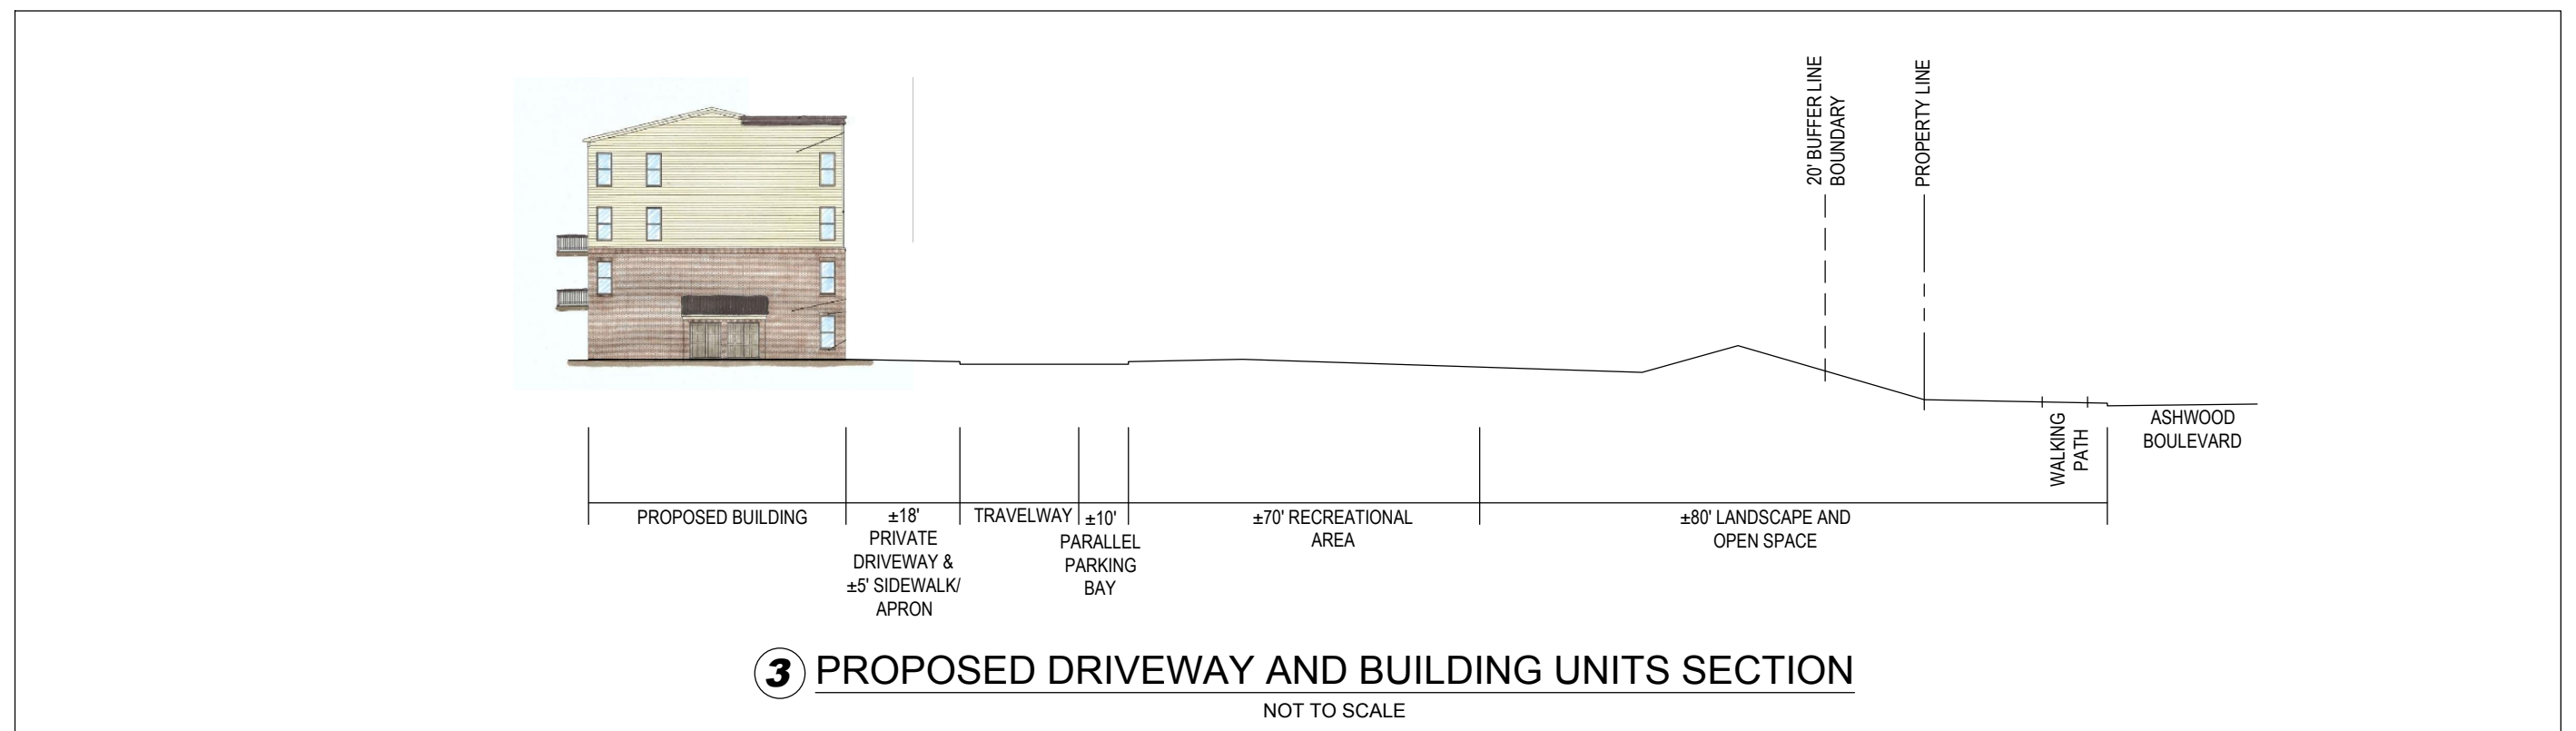 20' BUFFER LINE
BOUNDARY
PROPERTY LINE
WALKING
PATH
ASHWOOD
BOULEVARD
PROPOSED BUILDING
±18'
PRIVATE
DRIVEWAY &
±5' SIDEWALK/
APRON
TRAVELWAY
±10'
PARALLEL
PARKING
BAY
±70' RECREATIONAL
AREA
±80' LANDSCAPE AND
OPEN SPACE
3 PROPOSED DRIVEWAY AND BUILDING UNITS SECTION
NOT TO SCALE